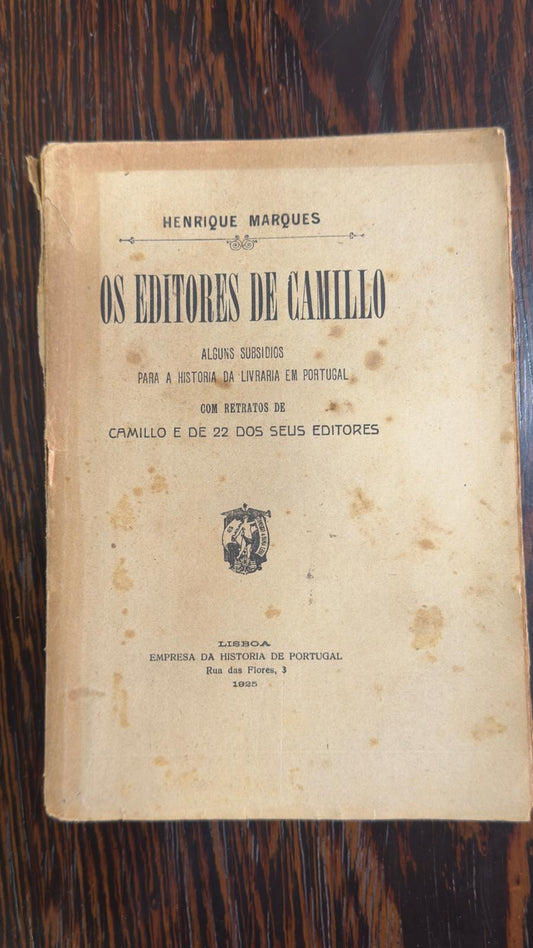 HENRIQUE MARQUES
OS EDITORES DE CAMILLO
ALGUNS SUBSIDIOS
PARA A HISTORIA DA LIVRARIA EM PORTUGAL
COM RETRATOS DE
CAMILLO E DE 22 DOS SEUS EDITORES
LISBOA
EMPRESA DA HISTORIA DE PORTUGAL
Rua das Flores, 3
1925